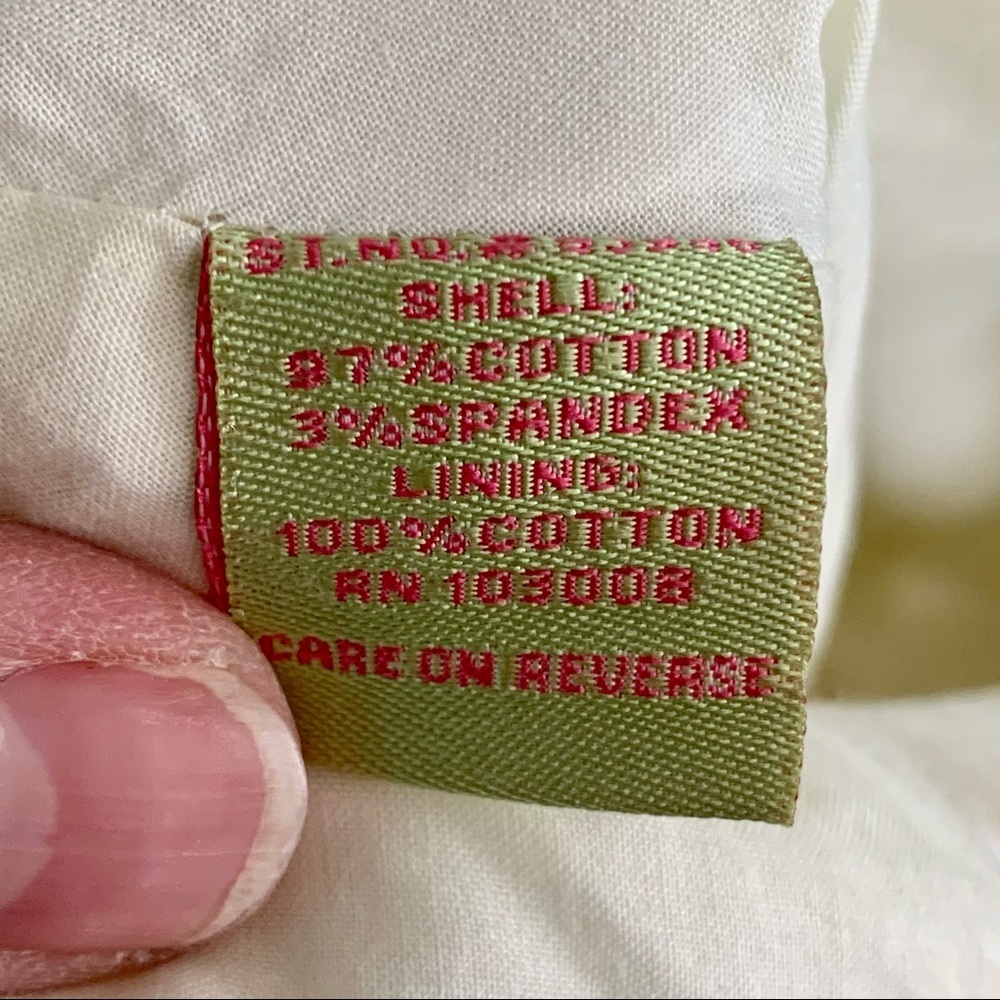 ST. NO. #
SHELL:
97% COTTON
3% SPANDEX
LINING:
100% COTTON
RN 103008
CARE ON REVERSE